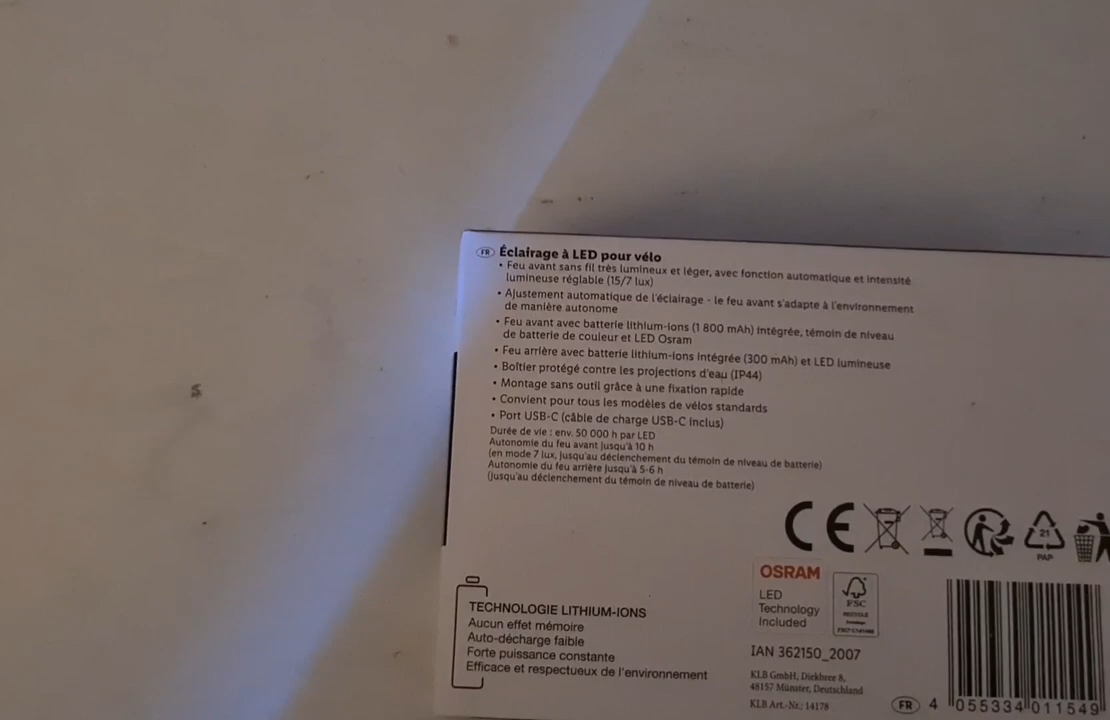 FR Éclairage à LED pour vélo
• Feu avant sans fil très lumineux et léger, avec fonction automatique et intensité
lumineuse réglable (15/7 lux)
• Ajustement automatique de l'éclairage - le feu avant s'adapte à l'environnement
de manière autonome
• Feu avant avec batterie lithium-ions (1 800 mAh) intégrée, témoin de niveau
de batterie de couleur et LED Osram
• Feu arrière avec batterie lithium-ions intégrée (300 mAh) et LED lumineuse
• Boîtier protégé contre les projections d'eau (IP44)
• Montage sans outil grâce à une fixation rapide
• Convient pour tous les modèles de vélos standards
• Port USB-C (câble de charge USB-C inclus)
Durée de vie : env. 50 000 h par LED
Autonomie du feu avant jusqu'à 10 h
(en mode 7 lux, jusqu'au déclenchement du témoin de niveau de batterie)
Autonomie du feu arrière jusqu'à 5-6 h
(jusqu'au déclenchement du témoin de niveau de batterie)
CE
21
PAP
TECHNOLOGIE LITHIUM-IONS
Aucun effet mémoire
Auto-décharge faible
Forte puissance constante
Efficace et respectueux de l'environnement
OSRAM
LED
Technology
Included
FSC
IAN 362150_2007
KLB GmbH, Diekbree 8,
48157 Münster, Deutschland
KLB Art.-Nr.: 14178
FR 4 055334 011549